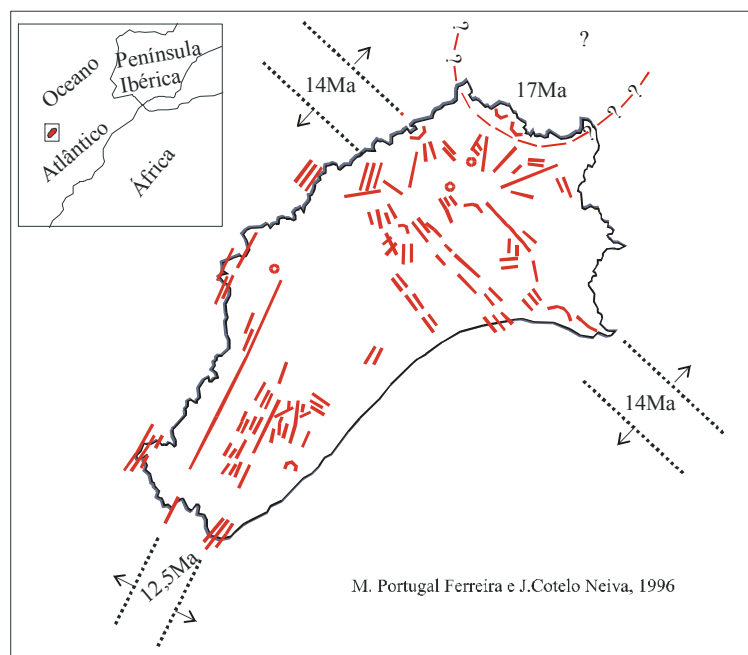 Oceano
Península
Ibérica
Atlântico
África
?
?
?
17Ma
14Ma
?
?
?
14Ma
12,5Ma
M. Portugal Ferreira e J.Cotelo Neiva, 1996